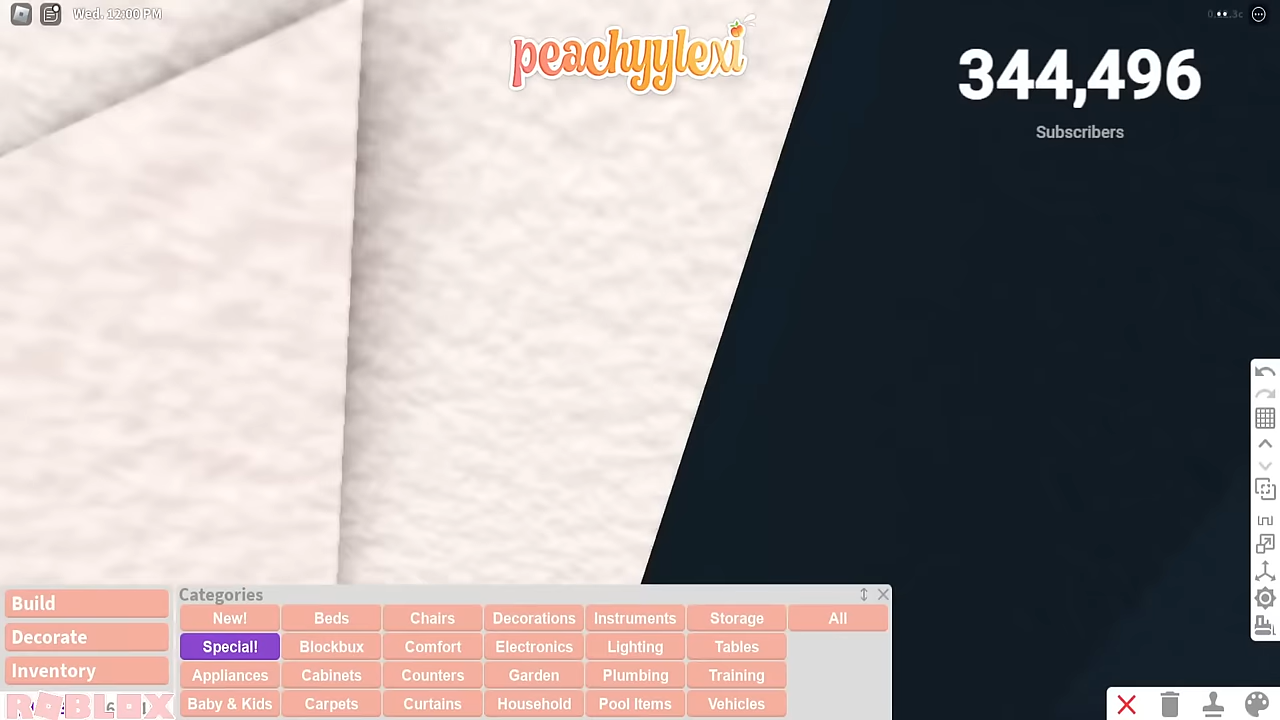 Wed. 12:00 PM
peachyylexi
344,496
Subscribers
Build
Decorate
Inventory
ROBLOX
Categories
New! Beds Chairs Decorations Instruments Storage All
Special! Blockbux Comfort Electronics Lighting Tables
Appliances Cabinets Counters Garden Plumbing Training
Baby & Kids Carpets Curtains Household Pool Items Vehicles